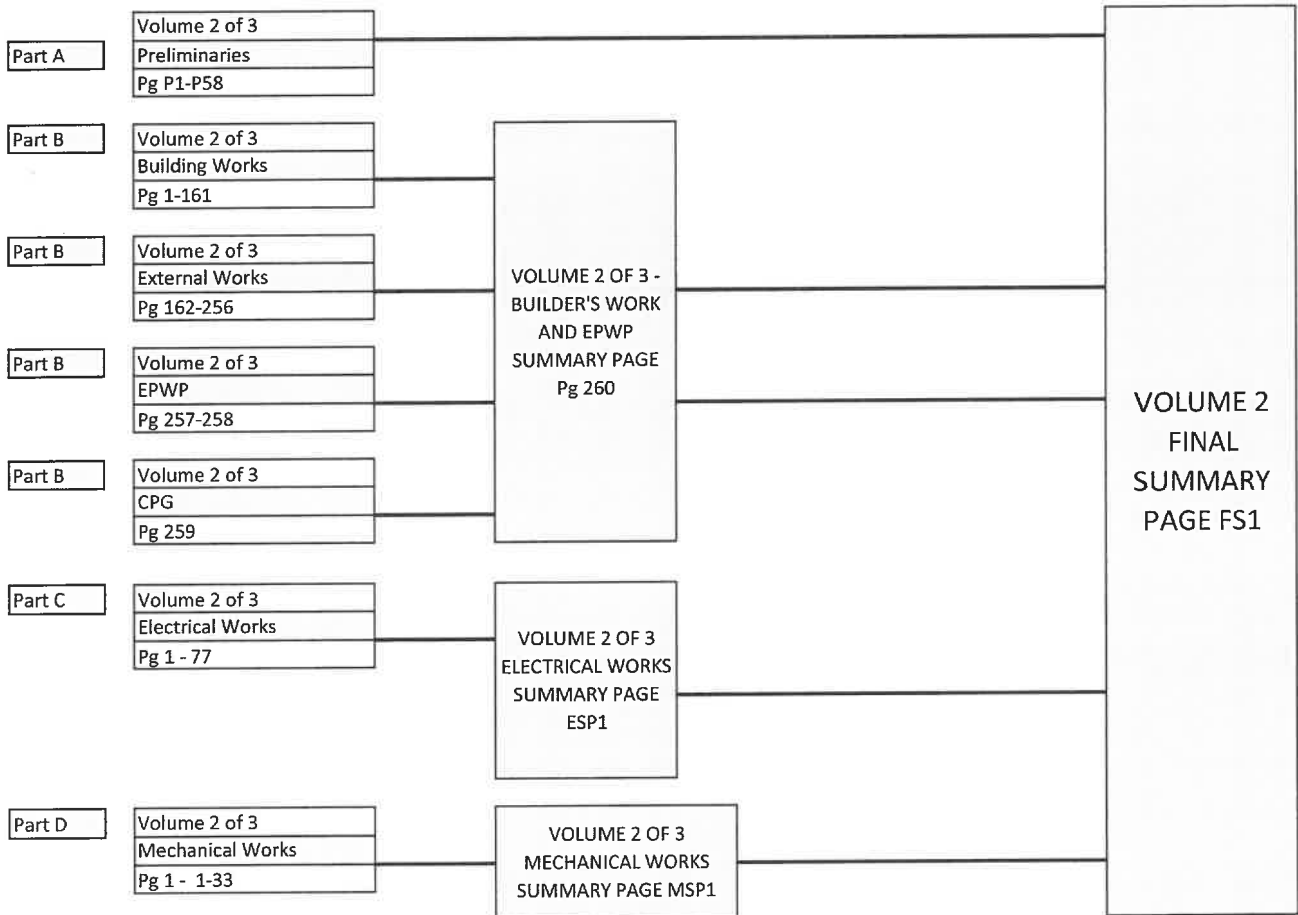 Part A
Volume 2 of 3
Preliminaries
Pg P1-P58
Part B
Volume 2 of 3
Building Works
Pg 1-161
Part B
Volume 2 of 3
External Works
Pg 162-256
Part B
Volume 2 of 3
EPWP
Pg 257-258
Part B
Volume 2 of 3
CPG
Pg 259
VOLUME 2 OF 3 -
BUILDER'S WORK
AND EPWP
SUMMARY PAGE
Pg 260
Part C
Volume 2 of 3
Electrical Works
Pg 1 - 77
VOLUME 2 OF 3
ELECTRICAL WORKS
SUMMARY PAGE
ESP1
Part D
Volume 2 of 3
Mechanical Works
Pg 1 - 1-33
VOLUME 2 OF 3
MECHANICAL WORKS
SUMMARY PAGE MSP1
VOLUME 2
FINAL
SUMMARY
PAGE FS1